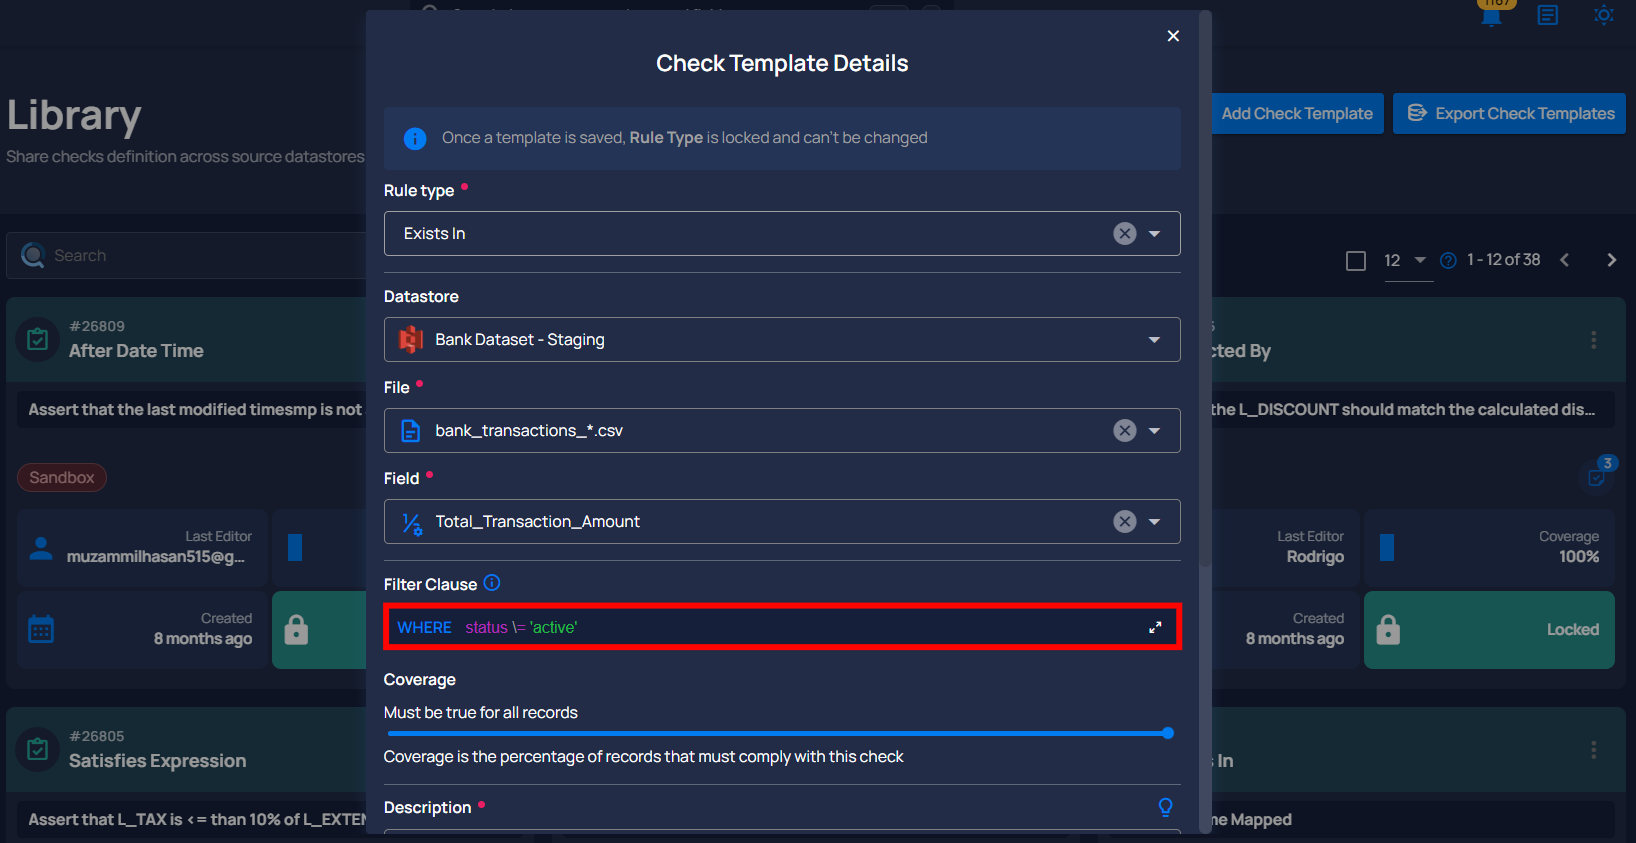 1167
Check Template Details
Library
Share checks definition across source datastores
Add Check Template
Export Check Templates
Once a template is saved, Rule Type is locked and can't be changed
Rule type
Exists In
Search
12
1 - 12 of 38
Datastore
Bank Dataset - Staging
File
bank_transactions_*.csv
Field
Total_Transaction_Amount
Filter Clause
WHERE status \= 'active'
Coverage
Must be true for all records
Coverage is the percentage of records that must comply with this check
Description
#26809
After Date Time
Assert that the last modified timesmp is not
Sandbox
Last Editor
muzammilhasan515@g...
Created
8 months ago
cted By
the L_DISCOUNT should match the calculated dis...
3
Last Editor
Rodrigo
Coverage
100%
Created
8 months ago
Locked
#26805
Satisfies Expression
Assert that L_TAX is <= than 10% of L_EXTEN
In
me Mapped